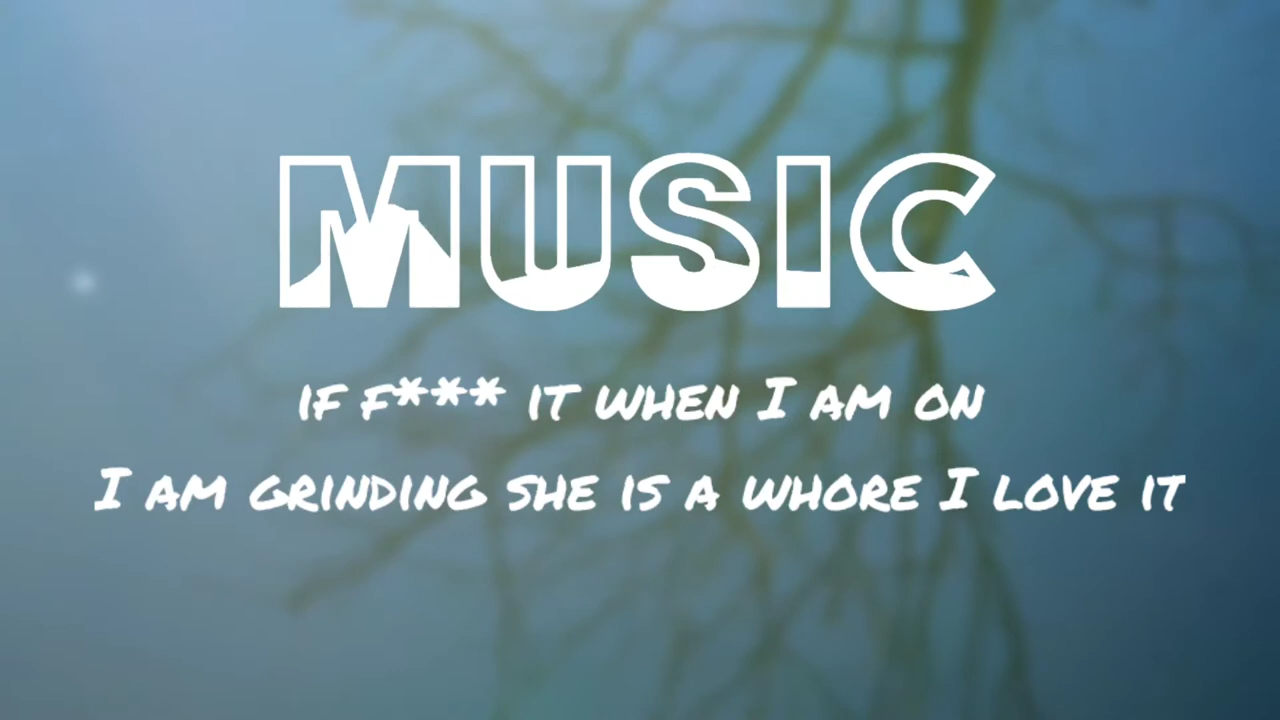 MUSIC
IF F*** IT WHEN I AM ON
I AM GRINDING SHE IS A WHORE I LOVE IT